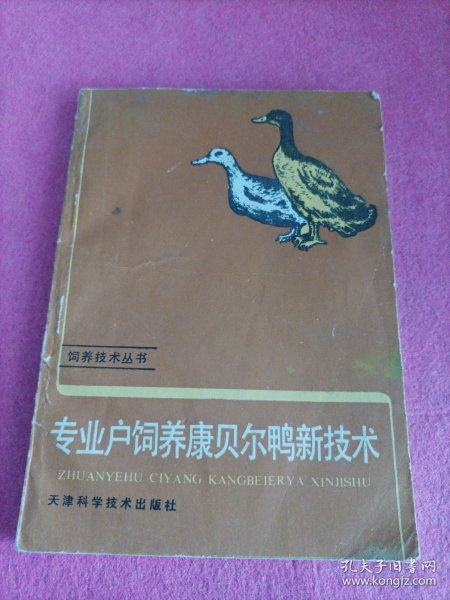 饲养技术丛书
专业户饲养康贝尔鸭新技术
ZHUANYEHU CIYANG KANGBEIERYA XINJISHU
天津科学技术出版社
孔夫子旧书网
www.kongfz.com